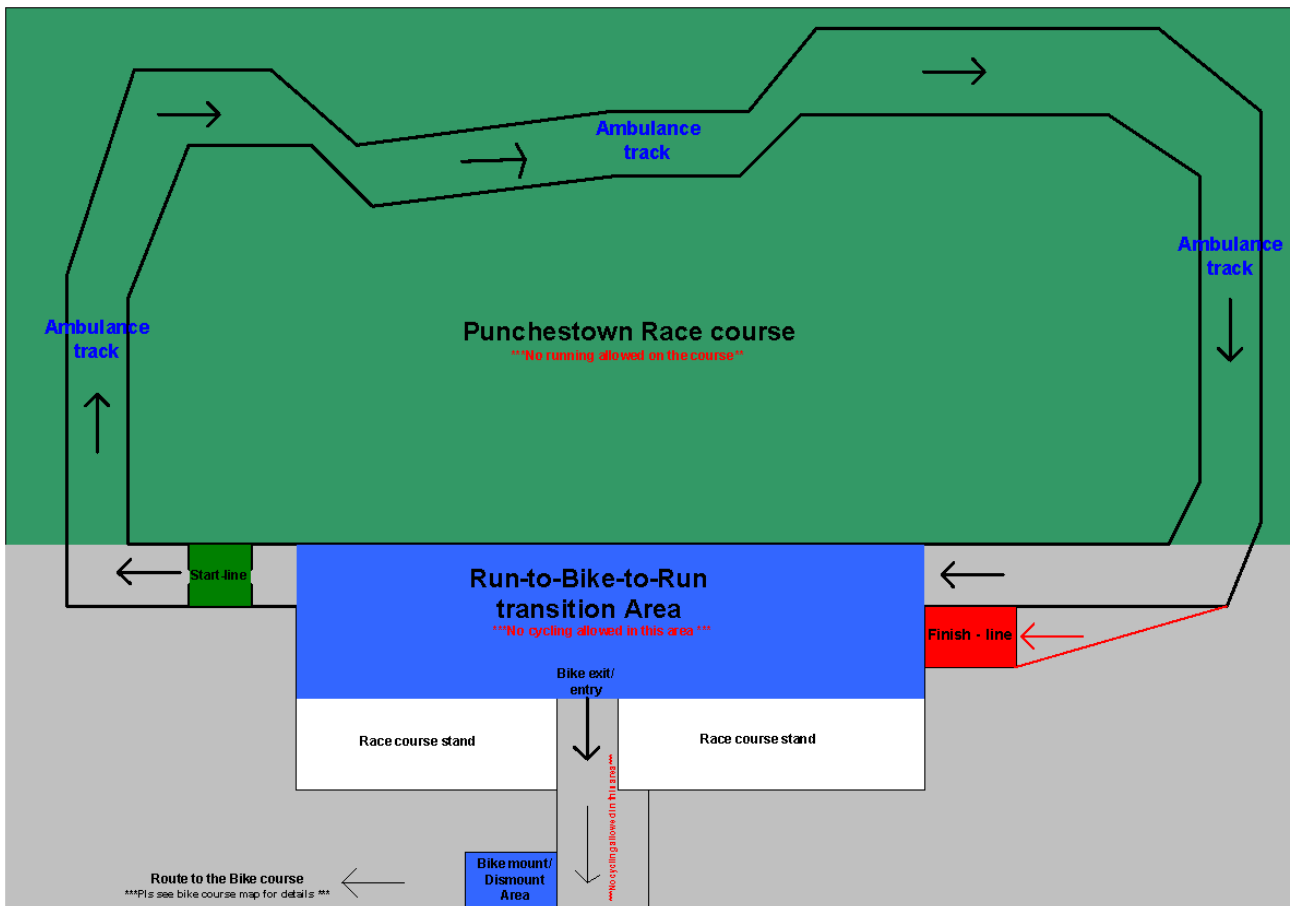 Ambulance
track
Ambulance
track
Ambulance
track
Punchestown Race course
***No running allowed on the course**
Start-line
Run-to-Bike-to-Run
transition Area
***No cycling allowed in this area ***
Finish - line
Bike exit/
entry
Race course stand
Race course stand
***No cycling allowed in this area***
Bike mount/
Dismount
Area
Route to the Bike course
***Pls see bike course map for details ***